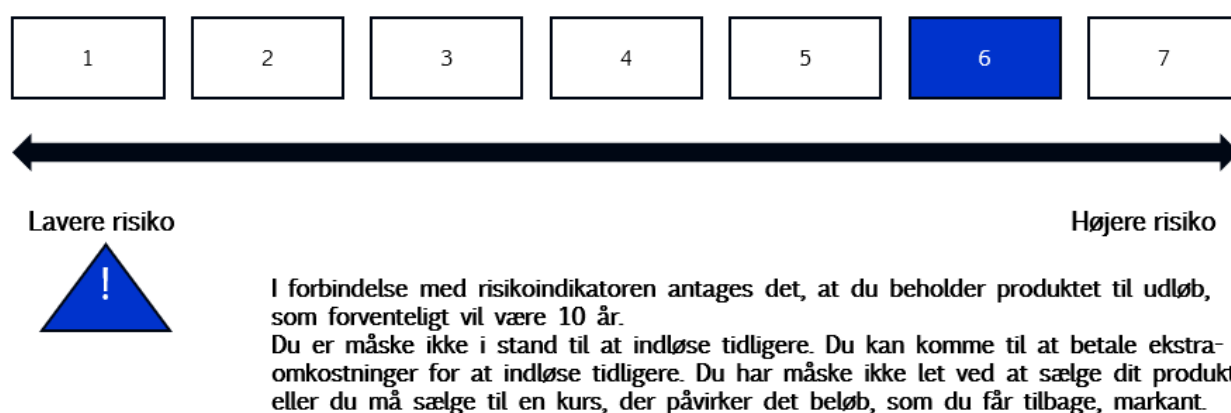 1 2 3 4 5 6 7
Lavere risiko Højere risiko
!
I forbindelse med risikoindikatoren antages det, at du beholder produktet til udløb,
som forventeligt vil være 10 år.
Du er måske ikke i stand til at indløse tidligere. Du kan komme til at betale ekstra-
omkostninger for at indløse tidligere. Du har måske ikke let ved at sælge dit produkt
eller du må sælge til en kurs, der påvirker det beløb, som du får tilbage, markant.